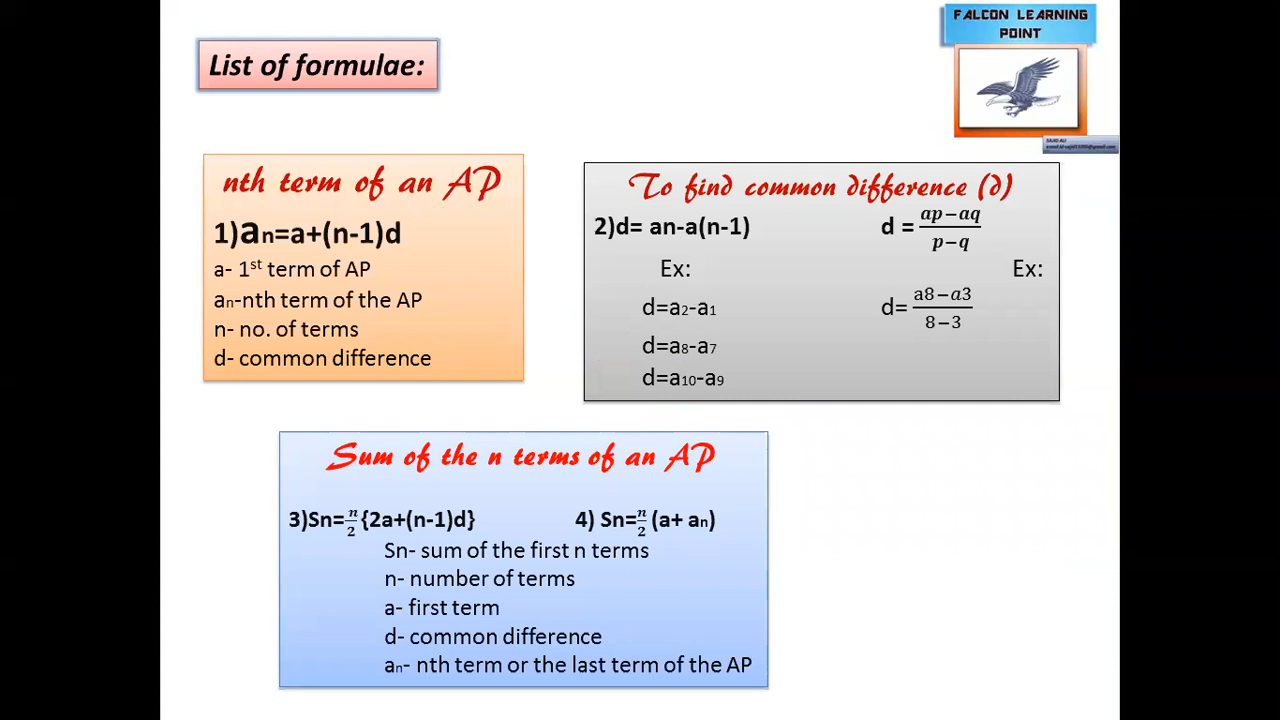 FALCON LEARNING
POINT
List of formulae:
SAJID ALI
nth term of an AP
1)an=a+(n-1)d
a- 1st term of AP
an-nth term of the AP
n- no. of terms
d- common difference
To find common difference (d)
2)d= an-a(n-1) d = ap−aq / p−q
Ex: Ex:
d=a2-a1 d= a8−a3 / 8−3
d=a8-a7
d=a10-a9
Sum of the n terms of an AP
3)Sn=n/2{2a+(n-1)d} 4) Sn=n/2(a+ an)
Sn- sum of the first n terms
n- number of terms
a- first term
d- common difference
an- nth term or the last term of the AP